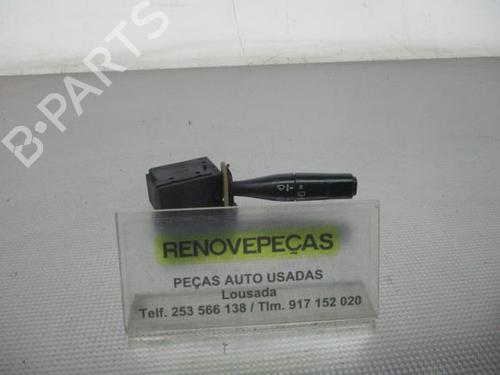 B-PARTS
RENOVEPEÇAS
PEÇAS AUTO USADAS
Lousada
Telf. 253 566 138 / Tlm. 917 152 020